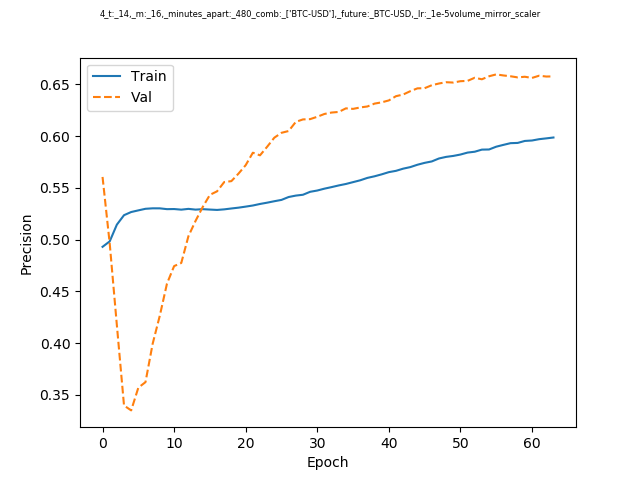 4_t:_14,_m:_16,_minutes_apart:_480_comb:_['BTC-USD'],_future:_BTC-USD,_lr:_1e-5volume_mirror_scaler
Train
Val
0.65
0.60
0.55
0.50
0.45
0.40
0.35
Precision
0 10 20 30 40 50 60
Epoch